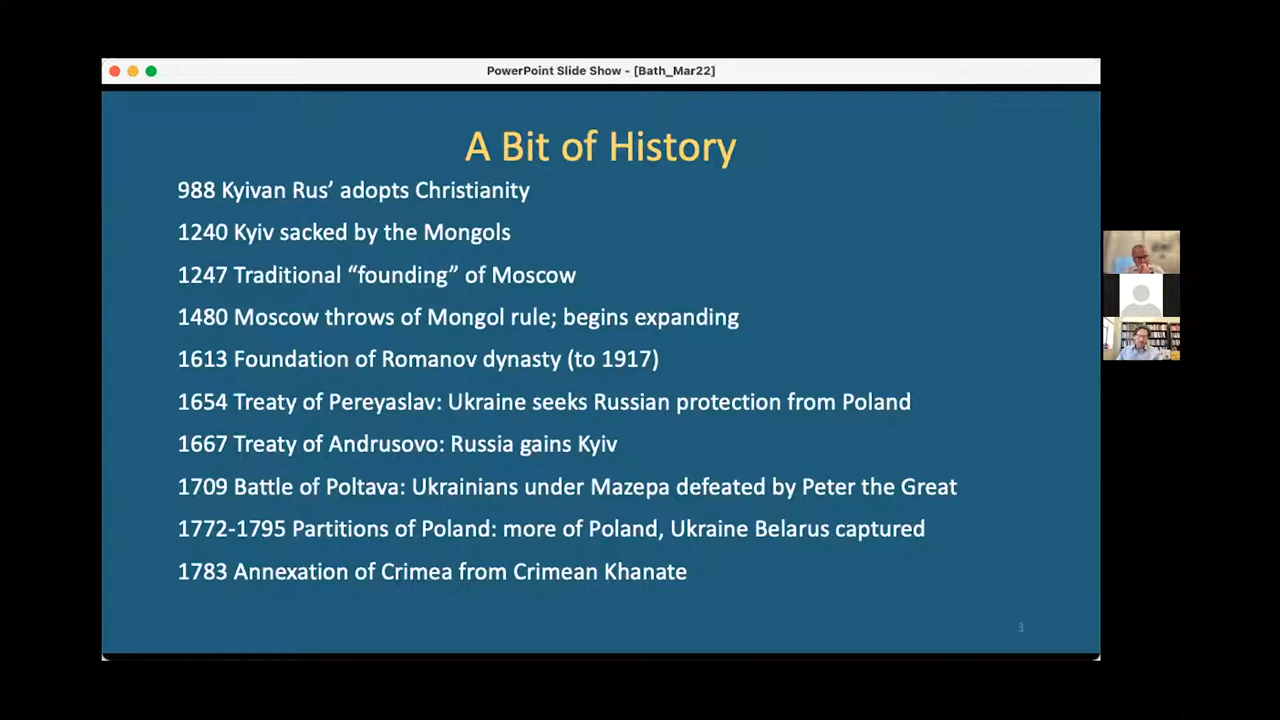 PowerPoint Slide Show - [Bath_Mar22]
A Bit of History
988 Kyivan Rus’ adopts Christianity
1240 Kyiv sacked by the Mongols
1247 Traditional “founding” of Moscow
1480 Moscow throws of Mongol rule; begins expanding
1613 Foundation of Romanov dynasty (to 1917)
1654 Treaty of Pereyaslav: Ukraine seeks Russian protection from Poland
1667 Treaty of Andrusovo: Russia gains Kyiv
1709 Battle of Poltava: Ukrainians under Mazepa defeated by Peter the Great
1772-1795 Partitions of Poland: more of Poland, Ukraine Belarus captured
1783 Annexation of Crimea from Crimean Khanate
3